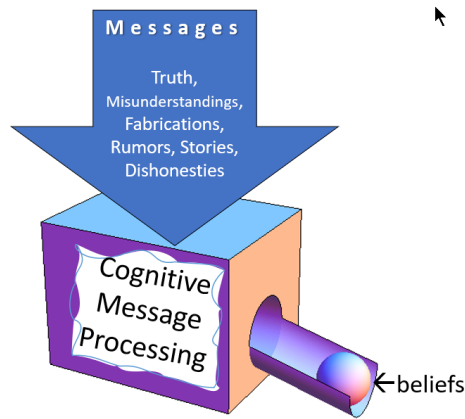 Messages
Truth,
Misunderstandings,
Fabrications,
Rumors, Stories,
Dishonesties
Cognitive
Message
Processing
beliefs